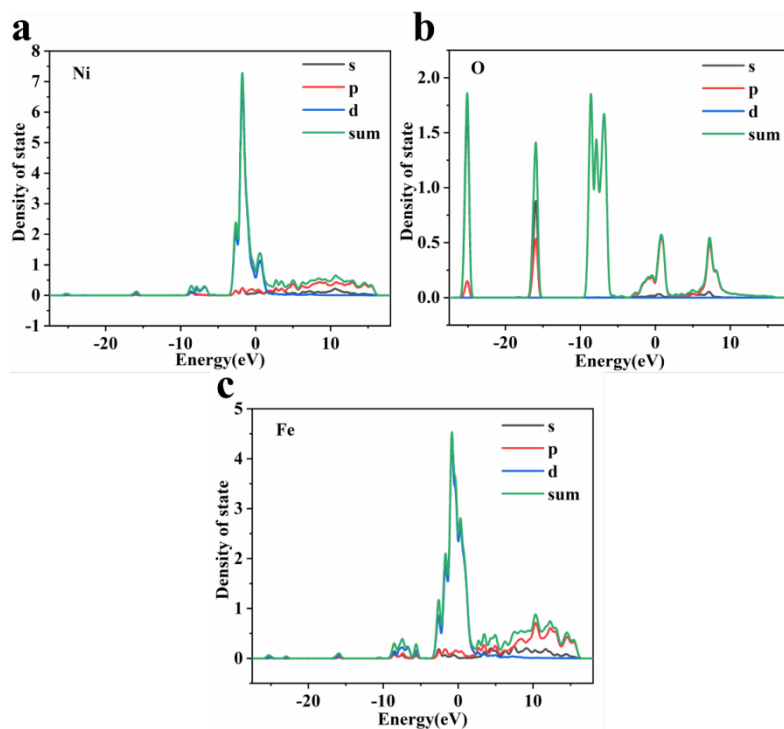 a
Ni
s
p
d
sum
Density of state
8
7
6
5
4
3
2
1
0
-1
-20
-10
0
10
Energy(eV)
b
O
s
p
d
sum
Density of state
2.0
1.5
1.0
0.5
0.0
-20
-10
0
10
Energy(eV)
c
Fe
s
p
d
sum
Density of state
5
4
3
2
1
0
-20
-10
0
10
Energy(eV)